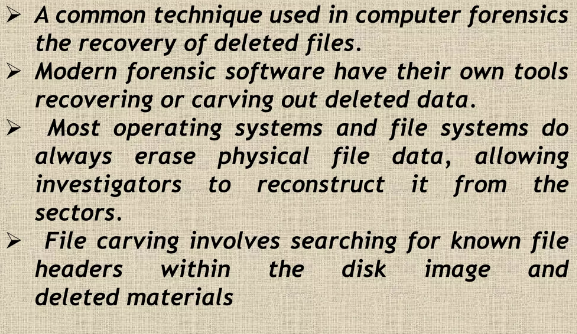 ➢ A common technique used in computer forensics
the recovery of deleted files.
➢ Modern forensic software have their own tools
recovering or carving out deleted data.
➢ Most operating systems and file systems do
always erase physical file data, allowing
investigators to reconstruct it from the
sectors.
➢ File carving involves searching for known file
headers within the disk image and
deleted materials